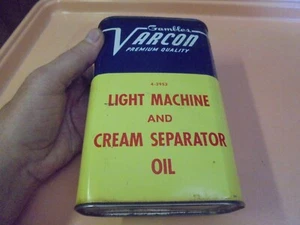 Gambles
VARCON
PREMIUM QUALITY
LIGHT MACHINE
AND
CREAM SEPARATOR
OIL